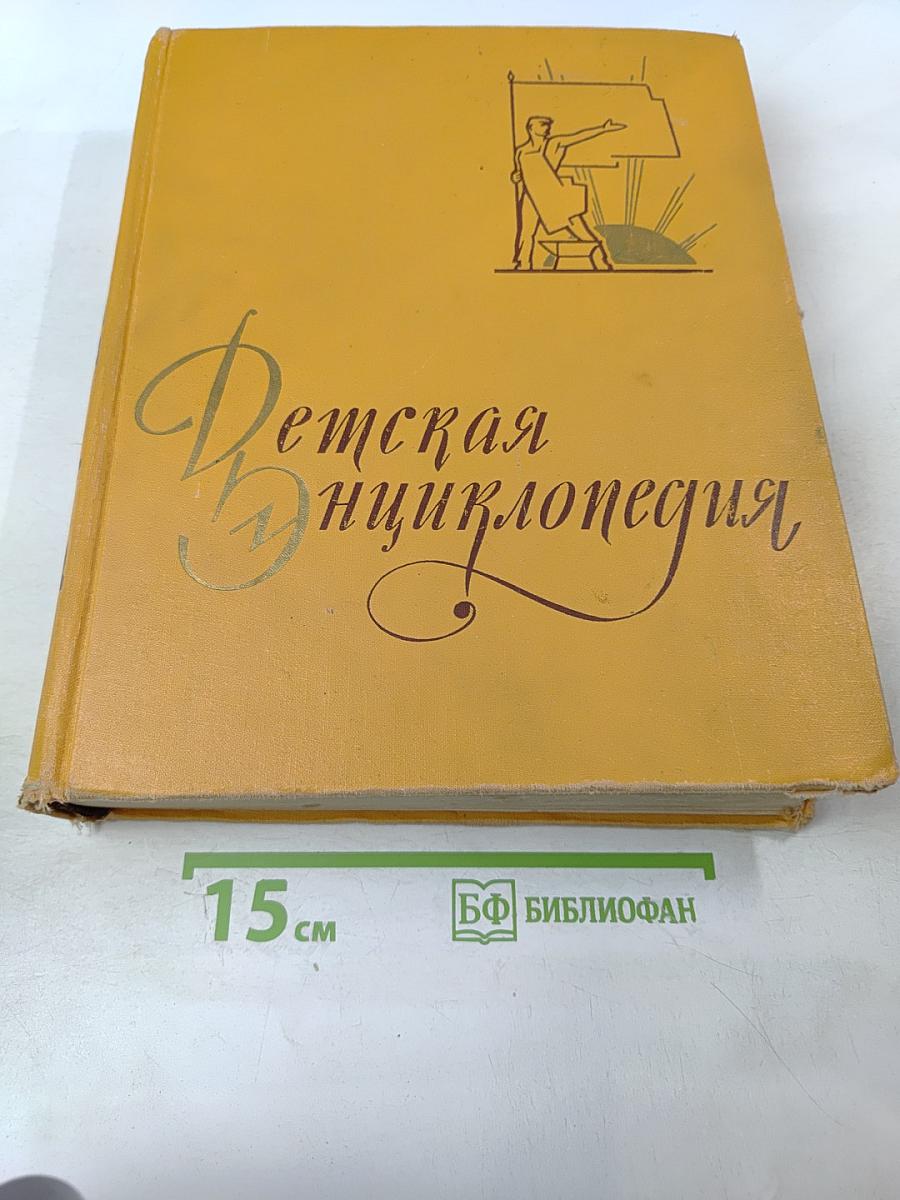 Детская
Энциклопедия
15 см
БФ БИБЛИОФАН